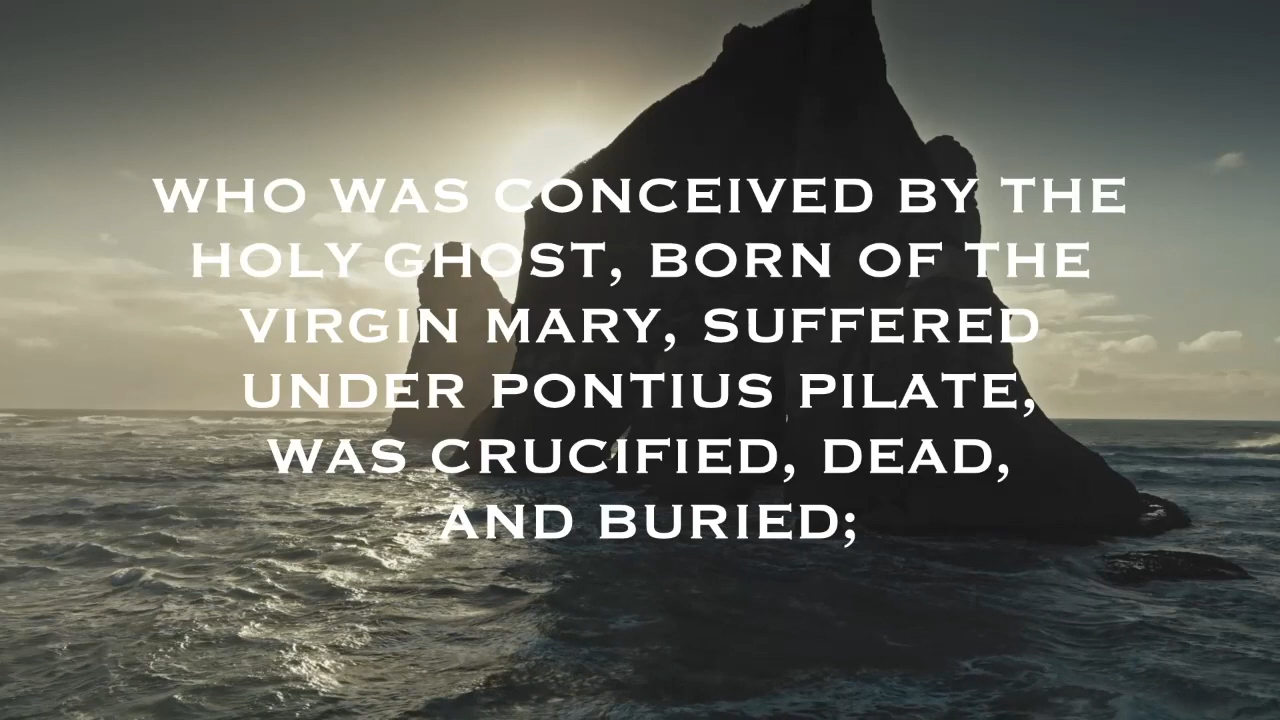 WHO WAS CONCEIVED BY THE
HOLY GHOST, BORN OF THE
VIRGIN MARY, SUFFERED
UNDER PONTIUS PILATE,
WAS CRUCIFIED, DEAD,
AND BURIED;